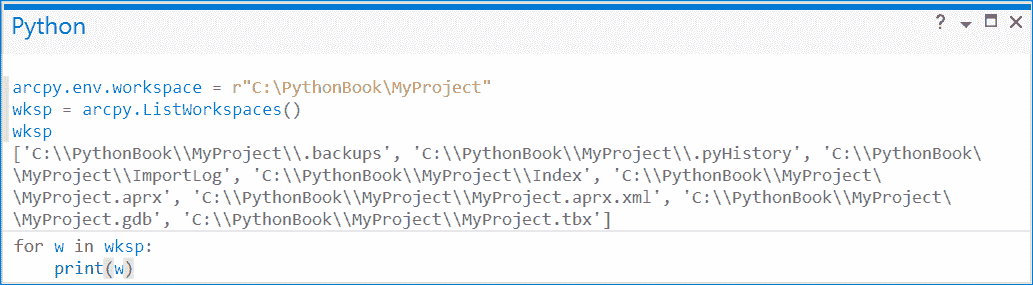 Python
arcpy.env.workspace = r"C:\PythonBook\MyProject"
wksp = arcpy.ListWorkspaces()
wksp
['C:\\PythonBook\\MyProject\\.backups', 'C:\\PythonBook\\MyProject\\.pyHistory', 'C:\\PythonBook\
\MyProject\\ImportLog', 'C:\\PythonBook\\MyProject\\Index', 'C:\\PythonBook\\MyProject\
\MyProject.aprx', 'C:\\PythonBook\\MyProject\\MyProject.aprx.xml', 'C:\\PythonBook\\MyProject\
\MyProject.gdb', 'C:\\PythonBook\\MyProject\\MyProject.tbx']
for w in wksp:
    print(w)